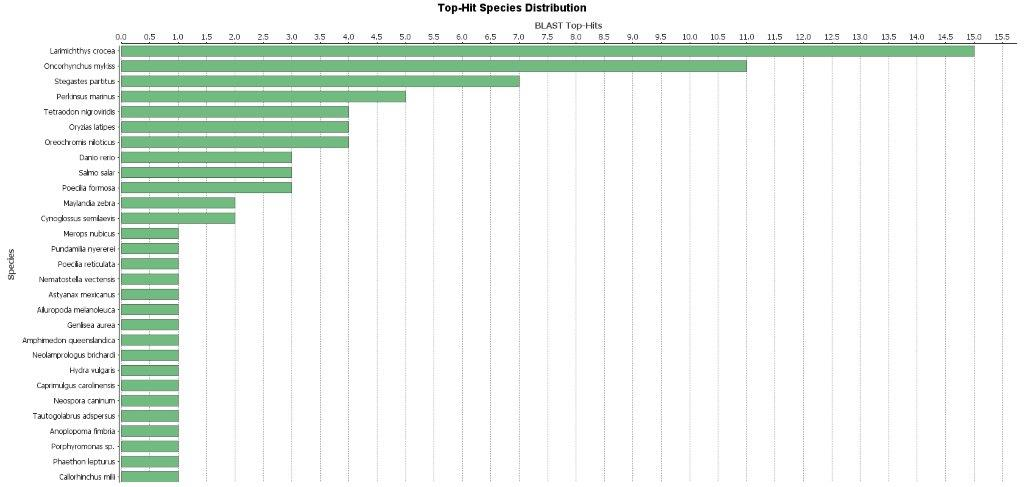 Top-Hit Species Distribution
BLAST Top-Hits
0.0 0.5 1.0 1.5 2.0 2.5 3.0 3.5 4.0 4.5 5.0 5.5 6.0 6.5 7.0 7.5 8.0 8.5 9.0 9.5 10.0 10.5 11.0 11.5 12.0 12.5 13.0 13.5 14.0 14.5 15.0 15.5
Larimichthys crocea
Oncorhynchus mykiss
Stegastes partitus
Perkinsus marinus
Tetraodon nigroviridis
Oryzias latipes
Oreochromis niloticus
Danio rerio
Salmo salar
Poecilia formosa
Maylandia zebra
Cynoglossus semilaevis
Merops nubicus
Pundamilia nyererei
Poecilia reticulata
Nematostella vectensis
Astyanax mexicanus
Ailuropoda melanoleuca
Genlisea aurea
Amphimedon queenslandica
Neolamprologus brichardi
Hydra vulgaris
Caprimulgus carolinensis
Neospora caninum
Tautogolabrus adspersus
Anoplopoma fimbria
Porphyromonas sp.
Phaethon lepturus
Callorhinchus milii
Species